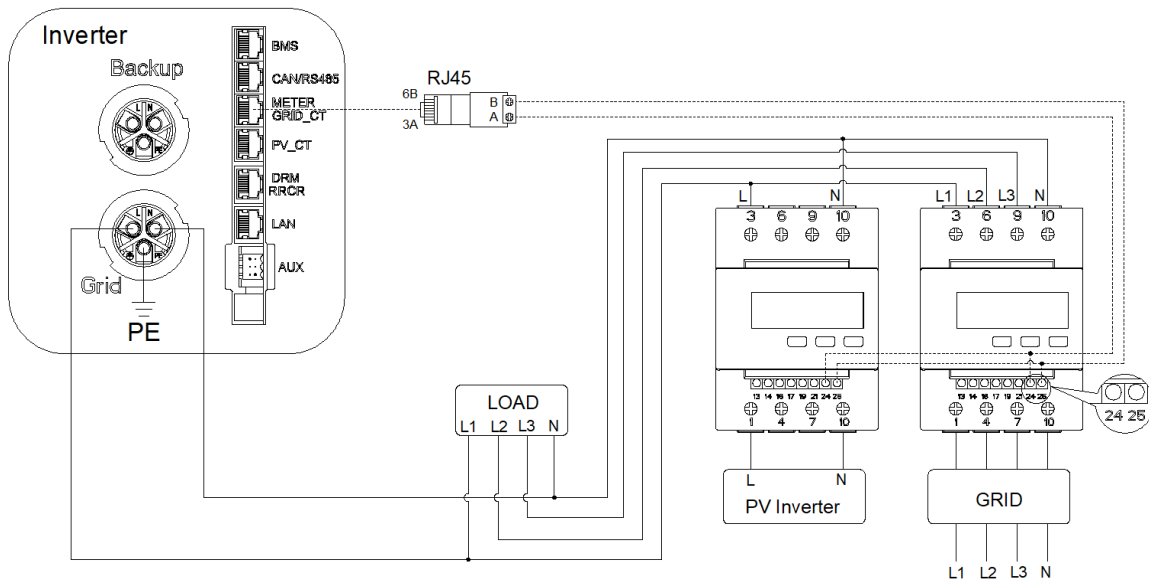 Inverter
Backup
L N
PE
BMS
CAN/RS485
METER
GRID_CT
PV_CT
DRM
RRCR
LAN
AUX
L N
PE
Grid
PE
RJ45
6B
3A
B
A
L N
3 6 9 10
13 14 16 17 19 21 24 25
1 4 7 10
L N
PV Inverter
L1 L2 L3 N
3 6 9 10
13 14 16 17 19 21 24 25
24 25
1 4 7 10
GRID
L1 L2 L3 N
LOAD
L1 L2 L3 N